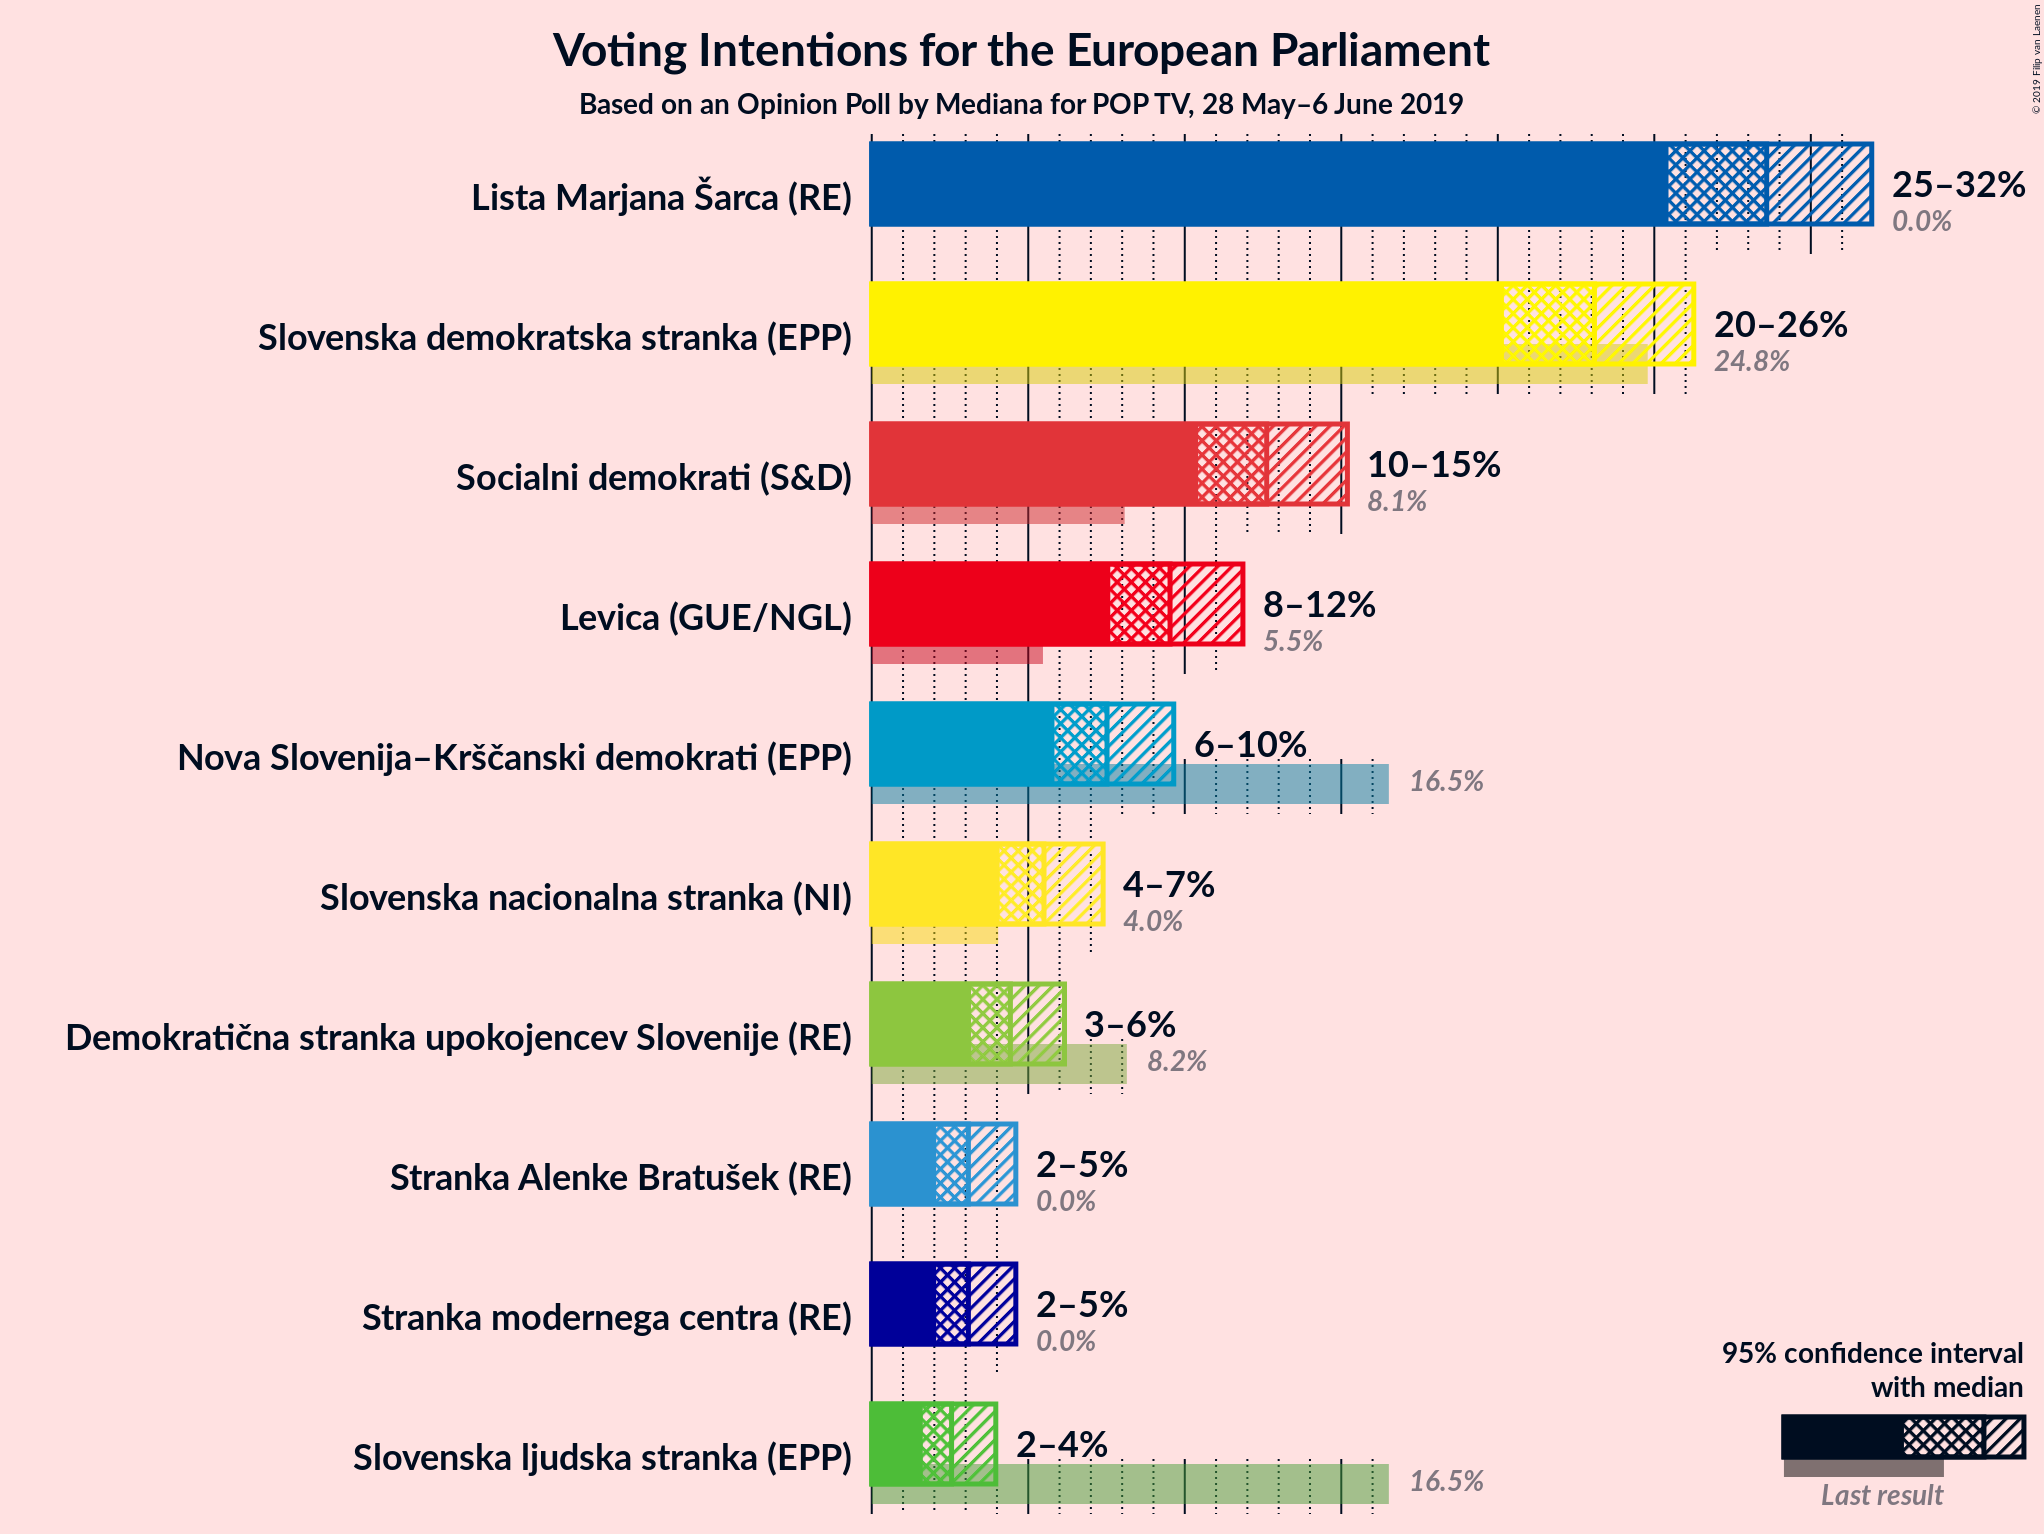 Voting Intentions for the European Parliament
Based on an Opinion Poll by Mediana for POP TV, 28 May–6 June 2019
© 2019 Filip van Laenen
Lista Marjana Šarca (RE)
25–32%
0.0%
Slovenska demokratska stranka (EPP)
20–26%
24.8%
Socialni demokrati (S&D)
10–15%
8.1%
Levica (GUE/NGL)
8–12%
5.5%
Nova Slovenija–Krščanski demokrati (EPP)
6–10%
16.5%
Slovenska nacionalna stranka (NI)
4–7%
4.0%
Demokratična stranka upokojencev Slovenije (RE)
3–6%
8.2%
Stranka Alenke Bratušek (RE)
2–5%
0.0%
Stranka modernega centra (RE)
2–5%
0.0%
Slovenska ljudska stranka (EPP)
2–4%
16.5%
95% confidence interval
with median
Last result